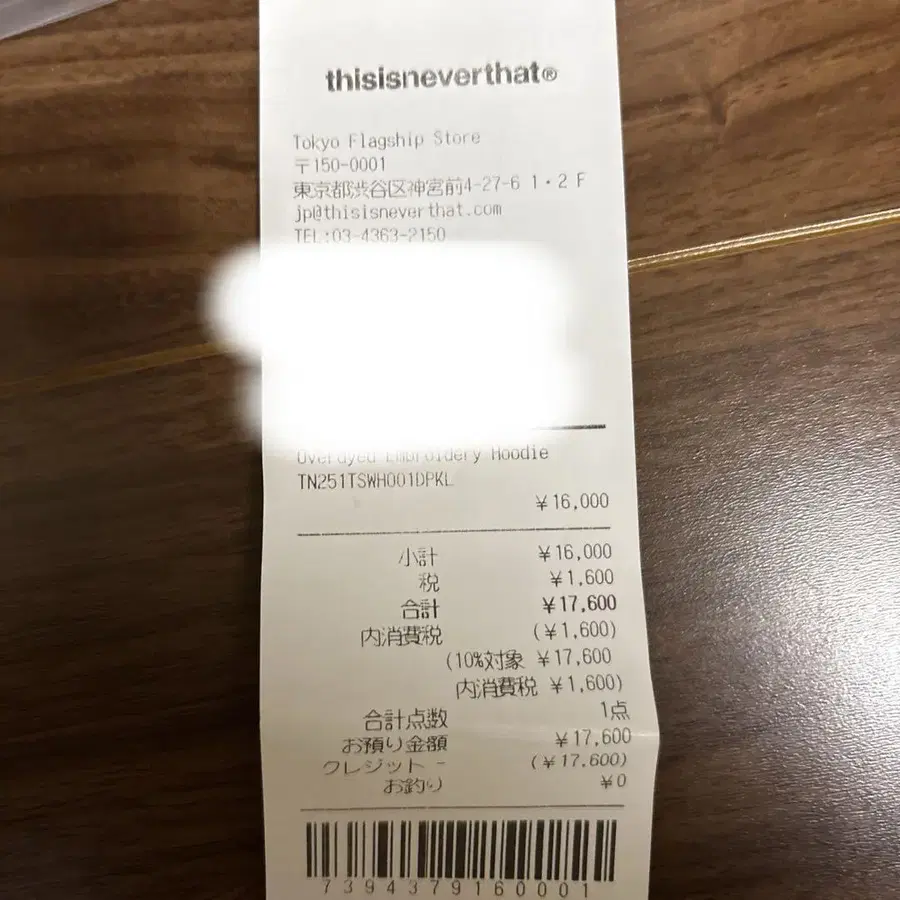 thisisneverthat®
Tokyo Flagship Store
〒150-0001
東京都渋谷区神宮前4-27-6 1・2 F
jp@thisisneverthat.com
TEL:03-4363-2150
Overdyed Embroidery Hoodie
TN251TSWH001DPKL
¥16,000
小計 ¥16,000
税 ¥1,600
合計 ¥17,600
内消費税 (¥1,600)
(10%対象 ¥17,600
内消費税 ¥1,600)
合計点数 1点
お預り金額 ¥17,600
クレジット - (¥17,600)
お釣り ¥0
7394379160001